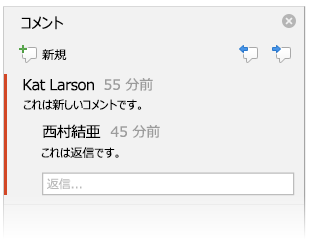 コメント
新規
Kat Larson 55 分前
これは新しいコメントです。
西村結亜 45 分前
これは返信です。
返信...